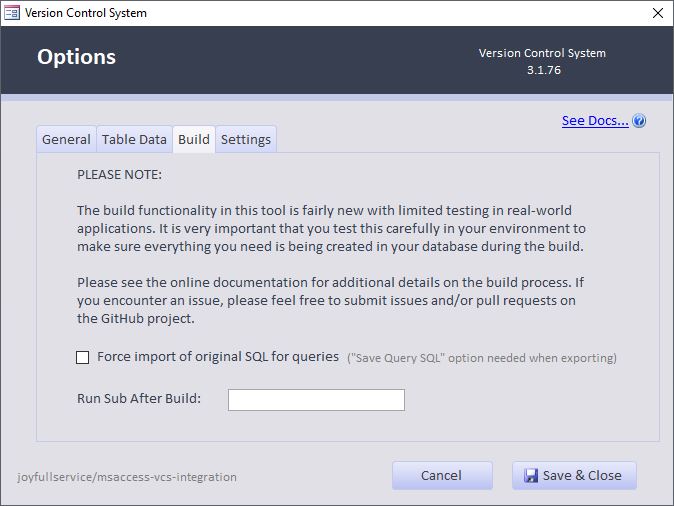 Version Control System
Options
Version Control System
3.1.76
See Docs...
General Table Data Build Settings
PLEASE NOTE:
The build functionality in this tool is fairly new with limited testing in real-world
applications. It is very important that you test this carefully in your environment to
make sure everything you need is being created in your database during the build.
Please see the online documentation for additional details on the build process. If
you encounter an issue, please feel free to submit issues and/or pull requests on
the GitHub project.
Force import of original SQL for queries ("Save Query SQL" option needed when exporting)
Run Sub After Build:
joyfullservice/msaccess-vcs-integration
Cancel
Save & Close